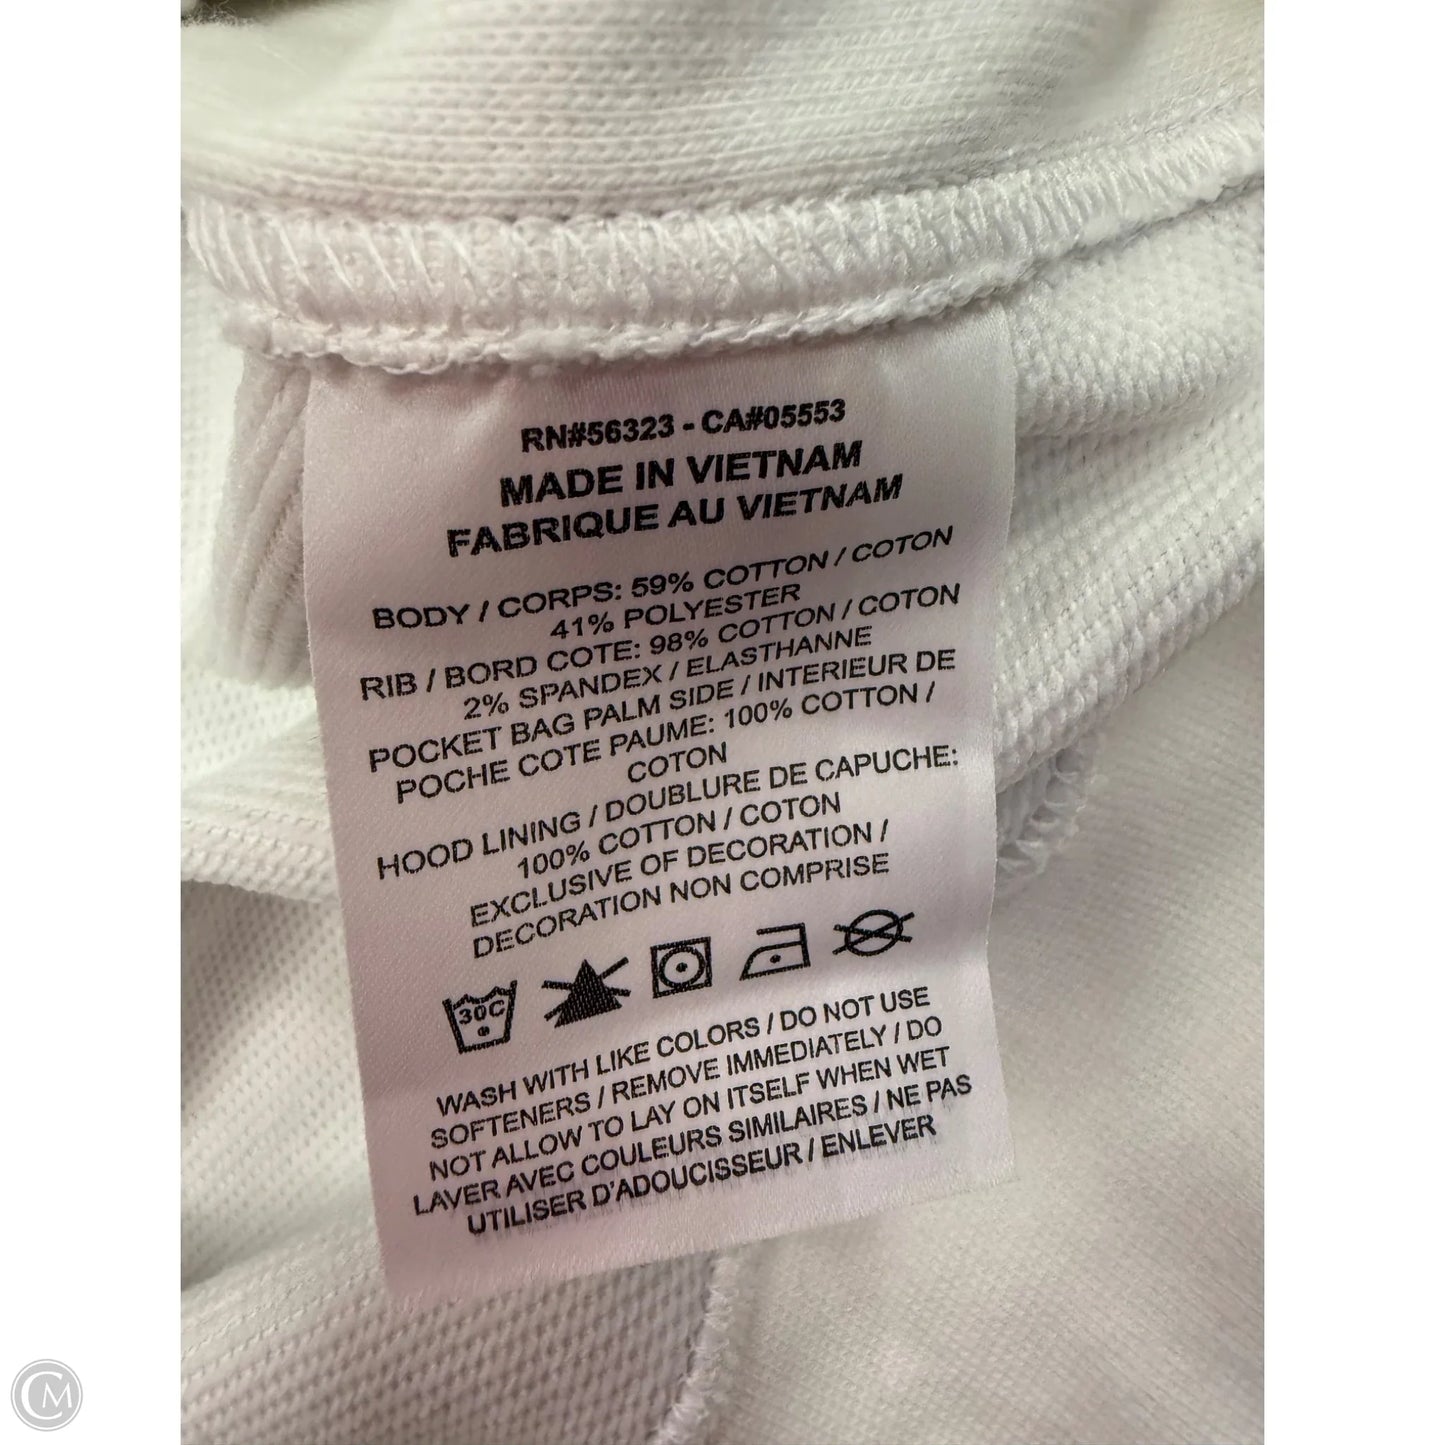 RN#56323 - CA#05553
MADE IN VIETNAM
FABRIQUE AU VIETNAM
BODY / CORPS: 59% COTTON / COTON
41% POLYESTER
RIB / BORD COTE: 98% COTTON / COTON
2% SPANDEX / ELASTHANNE
POCKET BAG PALM SIDE / INTERIEUR DE
POCHE COTE PAUME: 100% COTTON /
COTON
HOOD LINING / DOUBLURE DE CAPUCHE:
100% COTTON / COTON
EXCLUSIVE OF DECORATION /
DECORATION NON COMPRISE
30C
WASH WITH LIKE COLORS / DO NOT USE
SOFTENERS / REMOVE IMMEDIATELY / DO
NOT ALLOW TO LAY ON ITSELF WHEN WET
LAVER AVEC COULEURS SIMILAIRES / NE PAS
UTILISER D'ADOUCISSEUR / ENLEVER
CM